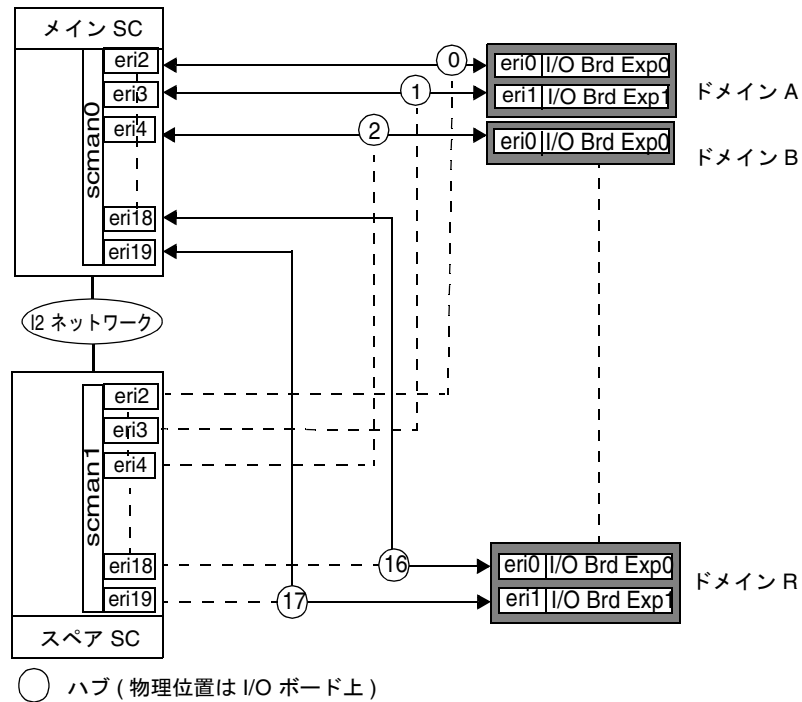 メイン SC
scman0
eri2
eri3
eri4
eri18
eri19
0
1
2
eri0 I/O Brd Exp0
eri1 I/O Brd Exp1
ドメイン A
eri0 I/O Brd Exp0
ドメイン B
I2 ネットワーク
scman1
eri2
eri3
eri4
eri18
eri19
スペア SC
16
17
eri0 I/O Brd Exp0
eri1 I/O Brd Exp1
ドメイン R
ハブ ( 物理位置は I/O ボード上 )